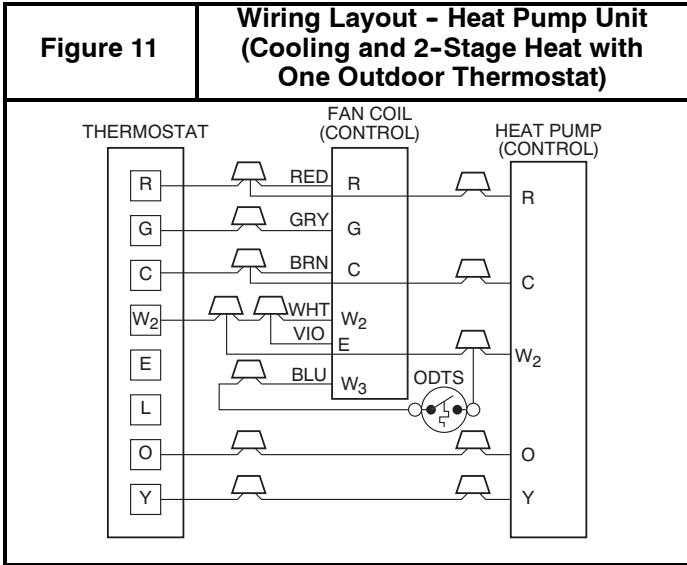 Figure 11
Wiring Layout - Heat Pump Unit
(Cooling and 2-Stage Heat with
One Outdoor Thermostat)
THERMOSTAT
FAN COIL
(CONTROL)
HEAT PUMP
(CONTROL)
R
RED
R
R
G
GRY
G
C
BRN
C
C
W2
WHT
W2
VIO
E
W2
E
BLU
W3
ODTS
L
O
O
Y
Y